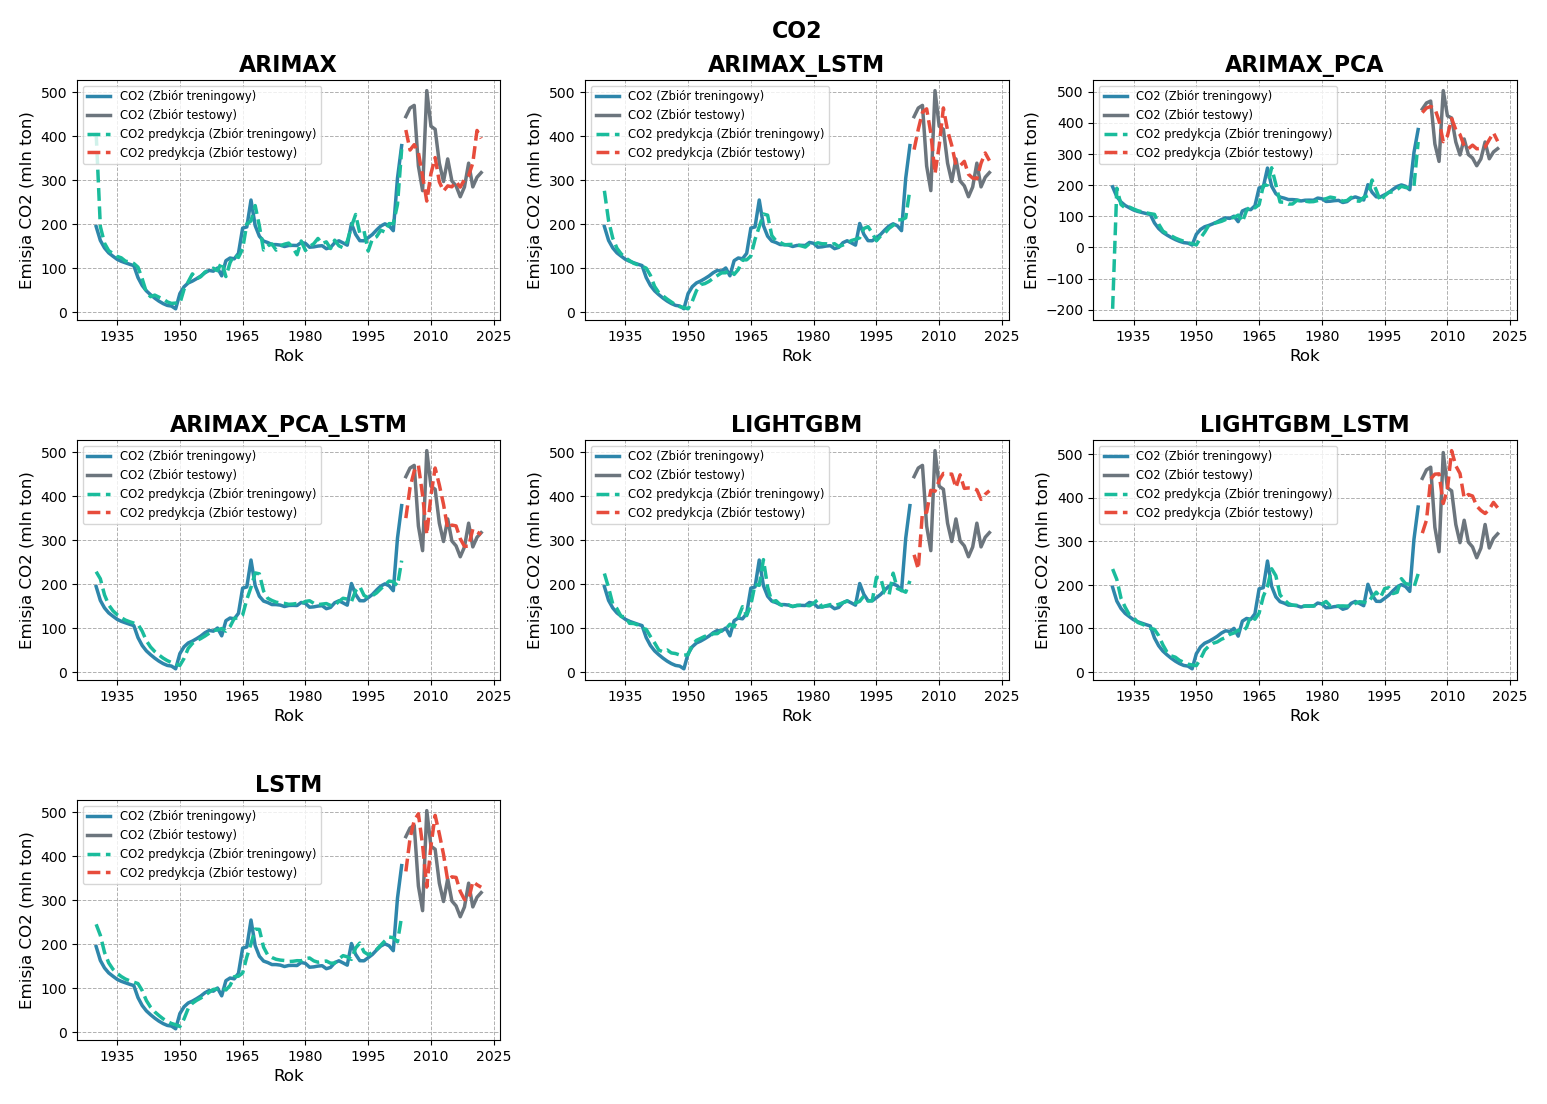 CO2
ARIMAX
Emisja CO2 (mln ton)
500
400
300
200
100
0
CO2 (Zbiór treningowy)
CO2 (Zbiór testowy)
CO2 predykcja (Zbiór treningowy)
CO2 predykcja (Zbiór testowy)
1935 1950 1965 1980 1995 2010 2025
Rok
ARIMAX_LSTM
Emisja CO2 (mln ton)
500
400
300
200
100
0
CO2 (Zbiór treningowy)
CO2 (Zbiór testowy)
CO2 predykcja (Zbiór treningowy)
CO2 predykcja (Zbiór testowy)
1935 1950 1965 1980 1995 2010 2025
Rok
ARIMAX_PCA
Emisja CO2 (mln ton)
500
400
300
200
100
0
−100
−200
CO2 (Zbiór treningowy)
CO2 (Zbiór testowy)
CO2 predykcja (Zbiór treningowy)
CO2 predykcja (Zbiór testowy)
1935 1950 1965 1980 1995 2010 2025
Rok
ARIMAX_PCA_LSTM
Emisja CO2 (mln ton)
500
400
300
200
100
0
CO2 (Zbiór treningowy)
CO2 (Zbiór testowy)
CO2 predykcja (Zbiór treningowy)
CO2 predykcja (Zbiór testowy)
1935 1950 1965 1980 1995 2010 2025
Rok
LIGHTGBM
Emisja CO2 (mln ton)
500
400
300
200
100
0
CO2 (Zbiór treningowy)
CO2 (Zbiór testowy)
CO2 predykcja (Zbiór treningowy)
CO2 predykcja (Zbiór testowy)
1935 1950 1965 1980 1995 2010 2025
Rok
LIGHTGBM_LSTM
Emisja CO2 (mln ton)
500
400
300
200
100
0
CO2 (Zbiór treningowy)
CO2 (Zbiór testowy)
CO2 predykcja (Zbiór treningowy)
CO2 predykcja (Zbiór testowy)
1935 1950 1965 1980 1995 2010 2025
Rok
LSTM
Emisja CO2 (mln ton)
500
400
300
200
100
0
CO2 (Zbiór treningowy)
CO2 (Zbiór testowy)
CO2 predykcja (Zbiór treningowy)
CO2 predykcja (Zbiór testowy)
1935 1950 1965 1980 1995 2010 2025
Rok